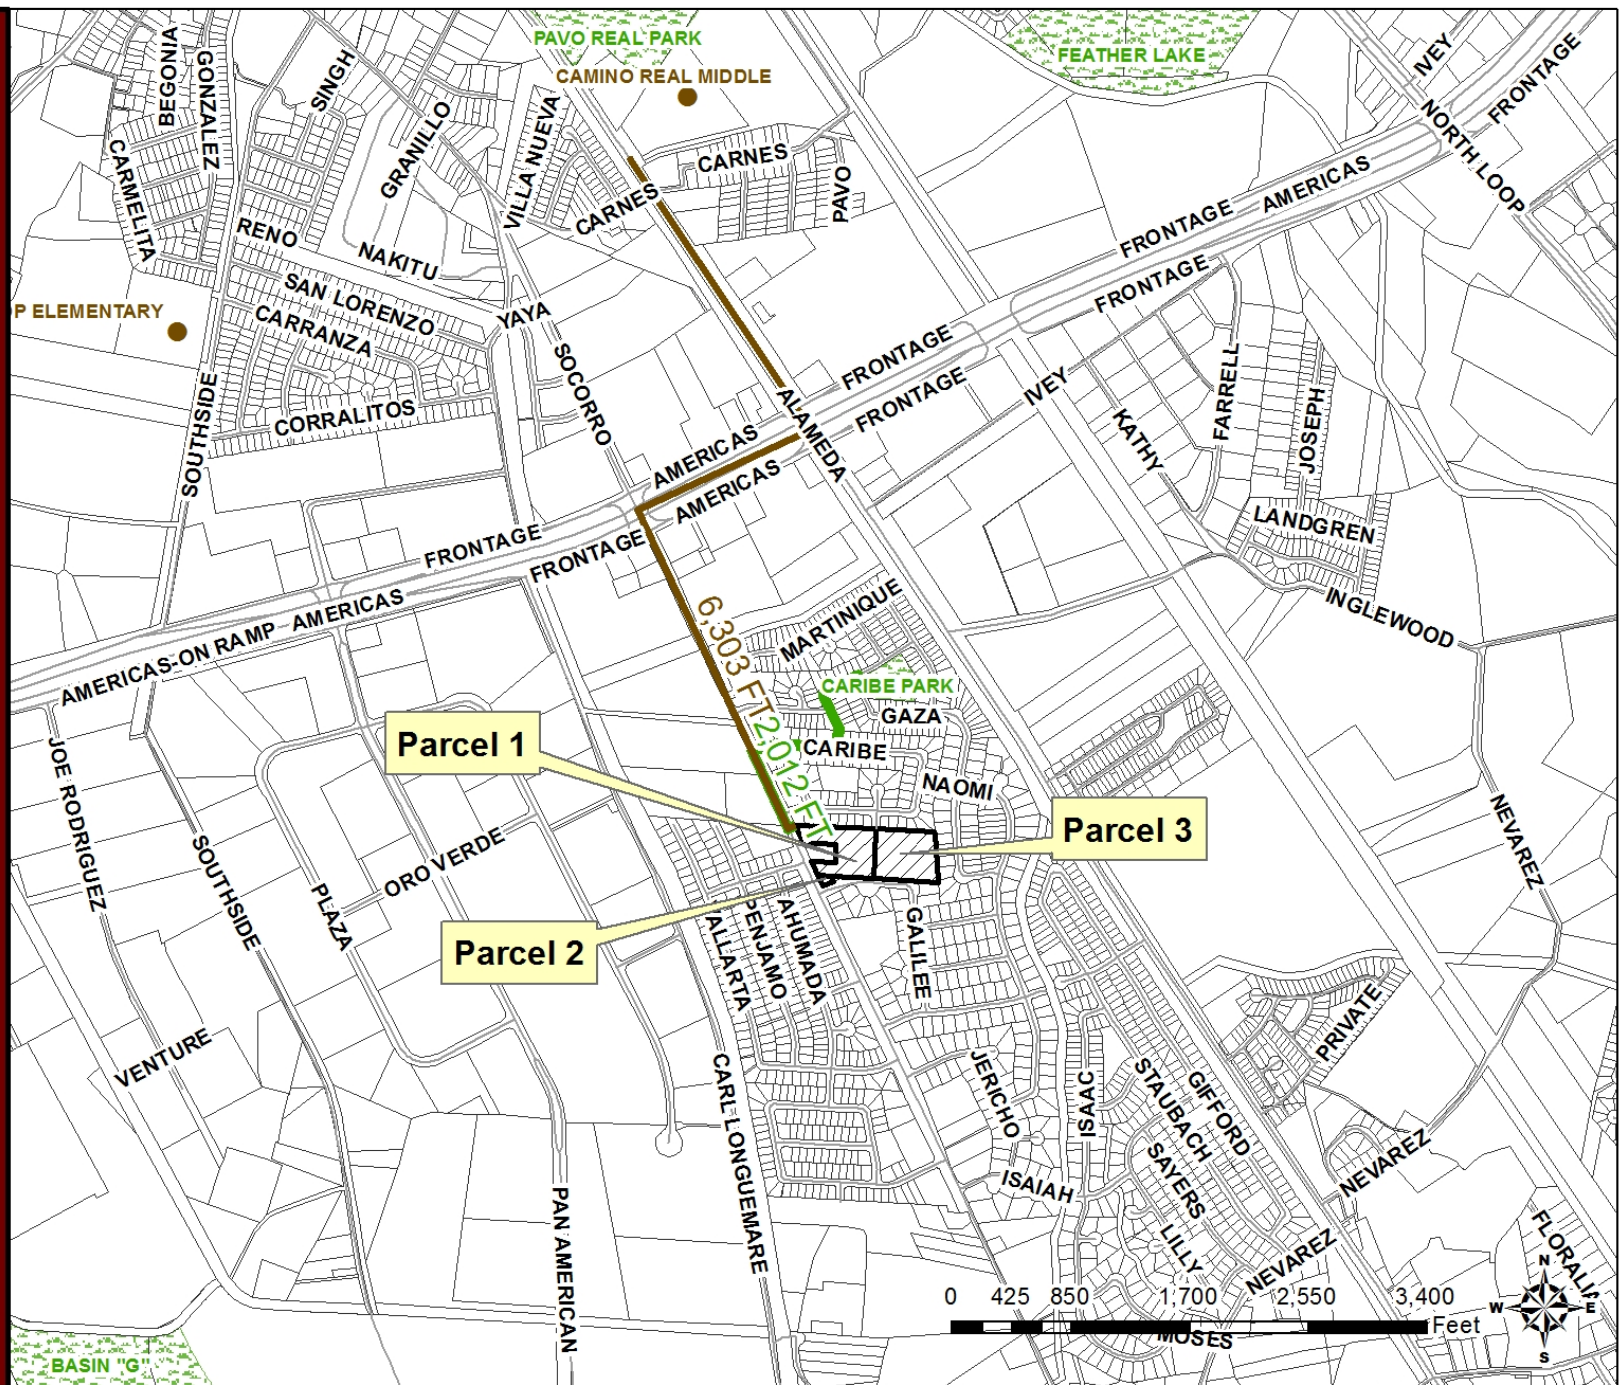 PAVO REAL PARK
FEATHER LAKE
CAMINO REAL MIDDLE
BEGONIA
GONZALEZ
SINGH
GRANILLO
VILLA NUEVA
CARMELITA
CARNES
CARNES
PAVO
IVEY
FRONTAGE
NORTH LOOP
AMERICAS
FRONTAGE
FRONTAGE
RENO
NAKITU
SAN LORENZO
CARRANZA
YAYA
P ELEMENTARY
SOCORRO
CORRALITOS
SOUTHSIDE
FRONTAGE
FRONTAGE
ALAMEDA
IVEY
KATHY
FARRELL
JOSEPH
AMERICAS
AMERICAS
LANDGREN
INGLEWOOD
FRONTAGE
FRONTAGE
AMERICAS
AMERICAS-ON RAMP
MARTINIQUE
6,303 FT
CARIBE PARK
GAZA
CARIBE
2,012 FT
NAOMI
Parcel 1
Parcel 3
Parcel 2
JOE RODRIGUEZ
SOUTHSIDE
ORO VERDE
PLAZA
NEVAREZ
ALLARTA
PENJAMO
AHUMADA
GALILEE
PRIVATE
VENTURE
CARL LONGUEMARE
JERICHO
ISAAC
STAUBACH
GIFFORD
SAYERS
ISAIAH
LILLY
NEVAREZ
NEVAREZ
PAN AMERICAN
MOSES
0 425 850 1,700 2,550 3,400
Feet
N
W E
S
BASIN "G"